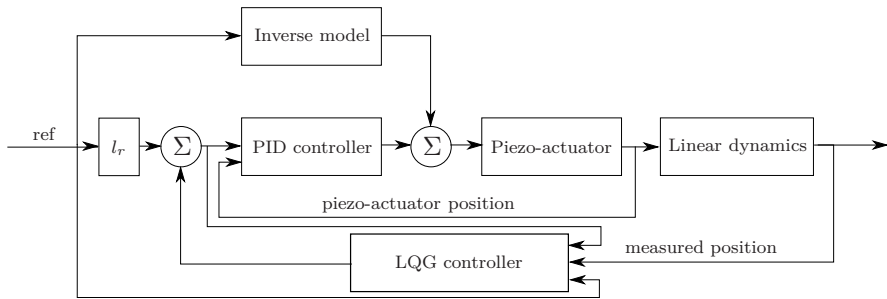 Inverse model
ref
l_r
Σ
PID controller
Σ
Piezo-actuator
Linear dynamics
piezo-actuator position
measured position
LQG controller